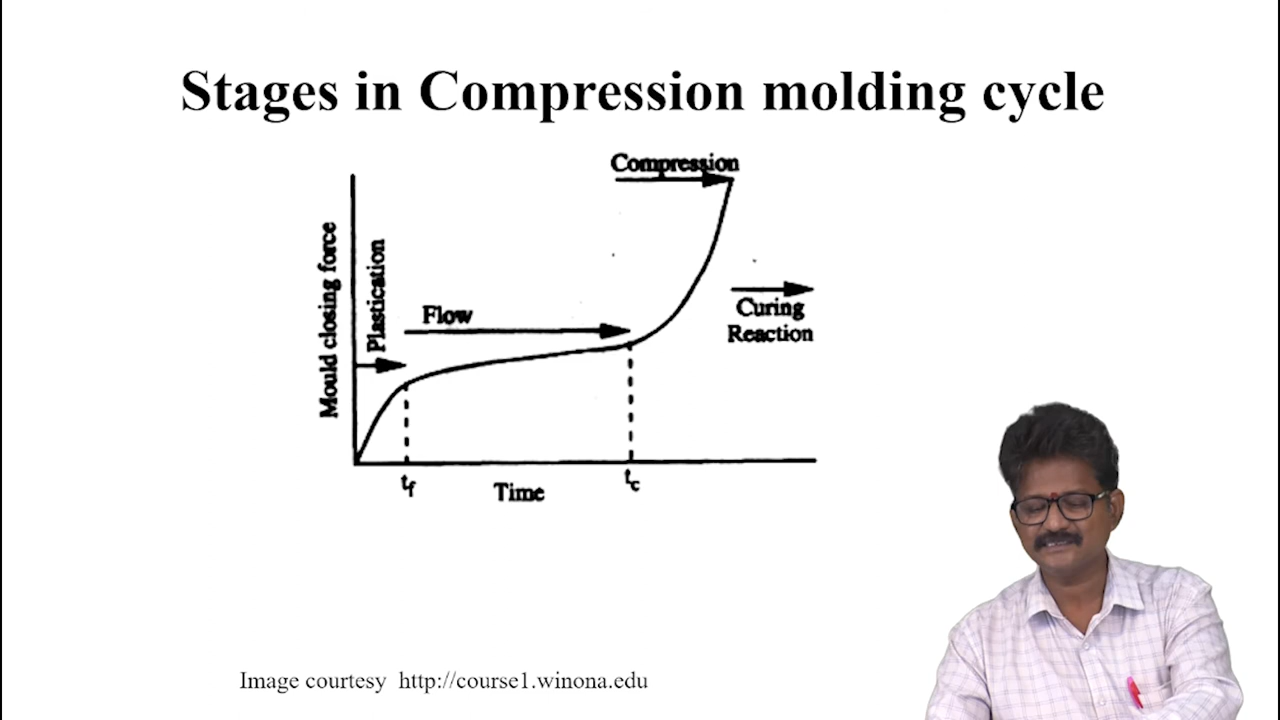 Stages in Compression molding cycle
Compression
Mould closing force
Plastication
Flow
Curing
Reaction
tf
Time
tc
Image courtesy http://course1.winona.edu